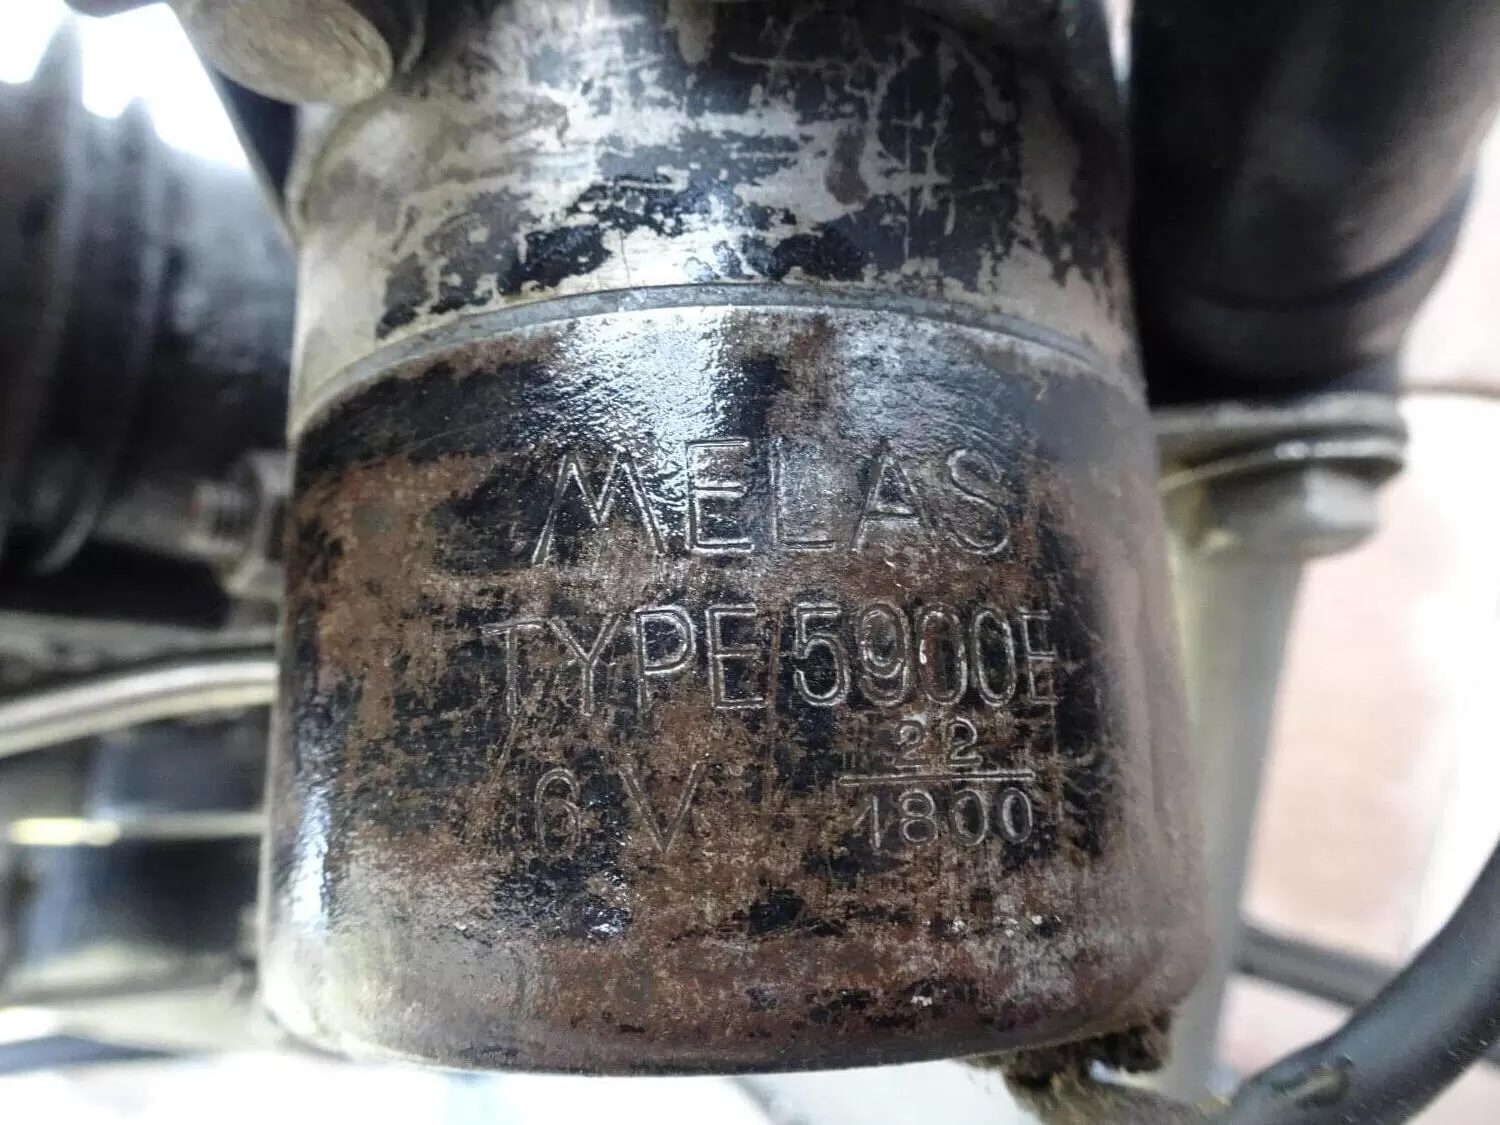 MELAS
TYPE 5900E
6 V 22
1800